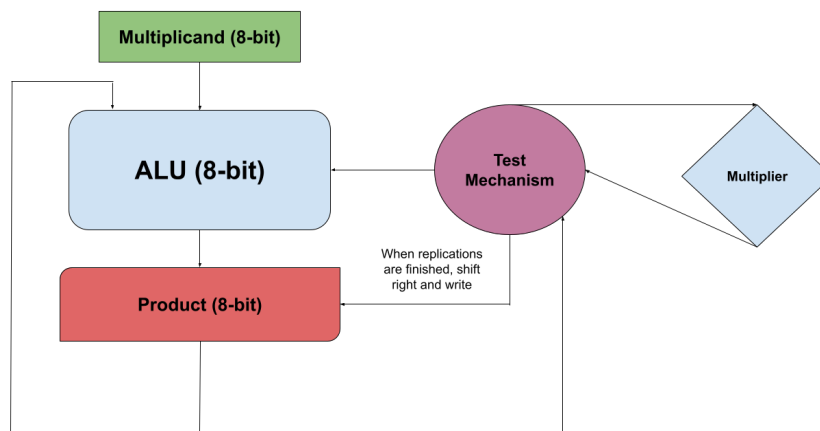 Multiplicand (8-bit)
ALU (8-bit)
Test
Mechanism
Multiplier
When replications
are finished, shift
right and write
Product (8-bit)